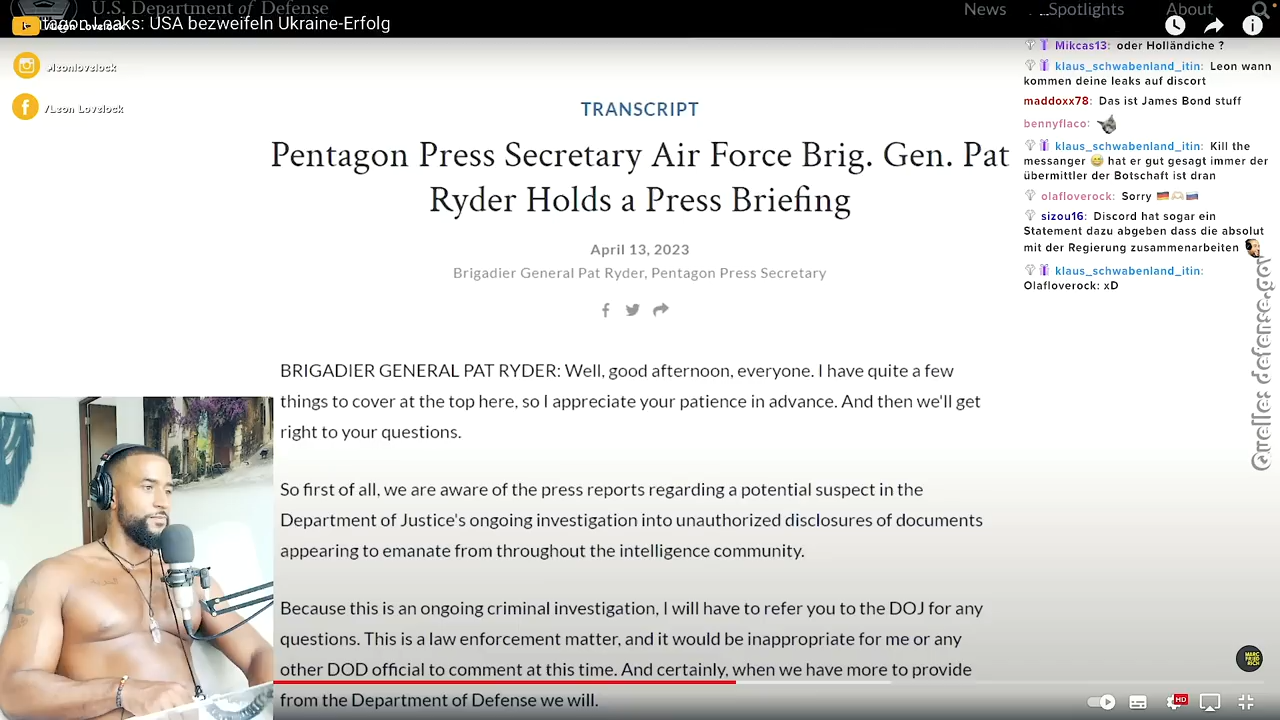 U.S. Department of Defense
News
Spotlights
About
Leaks: USA bezweifeln Ukraine-Erfolg
/Leon Lovelock
/leonlovelock
/Leon Lovelock
TRANSCRIPT
Pentagon Press Secretary Air Force Brig. Gen. Pat
Ryder Holds a Press Briefing
April 13, 2023
Brigadier General Pat Ryder, Pentagon Press Secretary
BRIGADIER GENERAL PAT RYDER: Well, good afternoon, everyone. I have quite a few
things to cover at the top here, so I appreciate your patience in advance. And then we'll get
right to your questions.
So first of all, we are aware of the press reports regarding a potential suspect in the
Department of Justice's ongoing investigation into unauthorized disclosures of documents
appearing to emanate from throughout the intelligence community.
Because this is an ongoing criminal investigation, I will have to refer you to the DOJ for any
questions. This is a law enforcement matter, and it would be inappropriate for me or any
other DOD official to comment at this time. And certainly, when we have more to provide
from the Department of Defense we will.
Mikcas13: oder Holländiche ?
klaus_schwabenland_itin: Leon wann
kommen deine leaks auf discort
maddoxx78: Das ist James Bond stuff
bennyflaco:
klaus_schwabenland_itin: Kill the
messanger 😅 hat er gut gesagt immer der
übermittler der Botschaft ist dran
olafloverock: Sorry 🇩🇪🫶🏻🇷🇺
sizou16: Discord hat sogar ein
Statement dazu abgeben dass die absolut
mit der Regierung zusammenarbeiten
klaus_schwabenland_itin:
Olafloverock: xD
Quelle: defense.gov
MARC
FRIED
RICH
HD